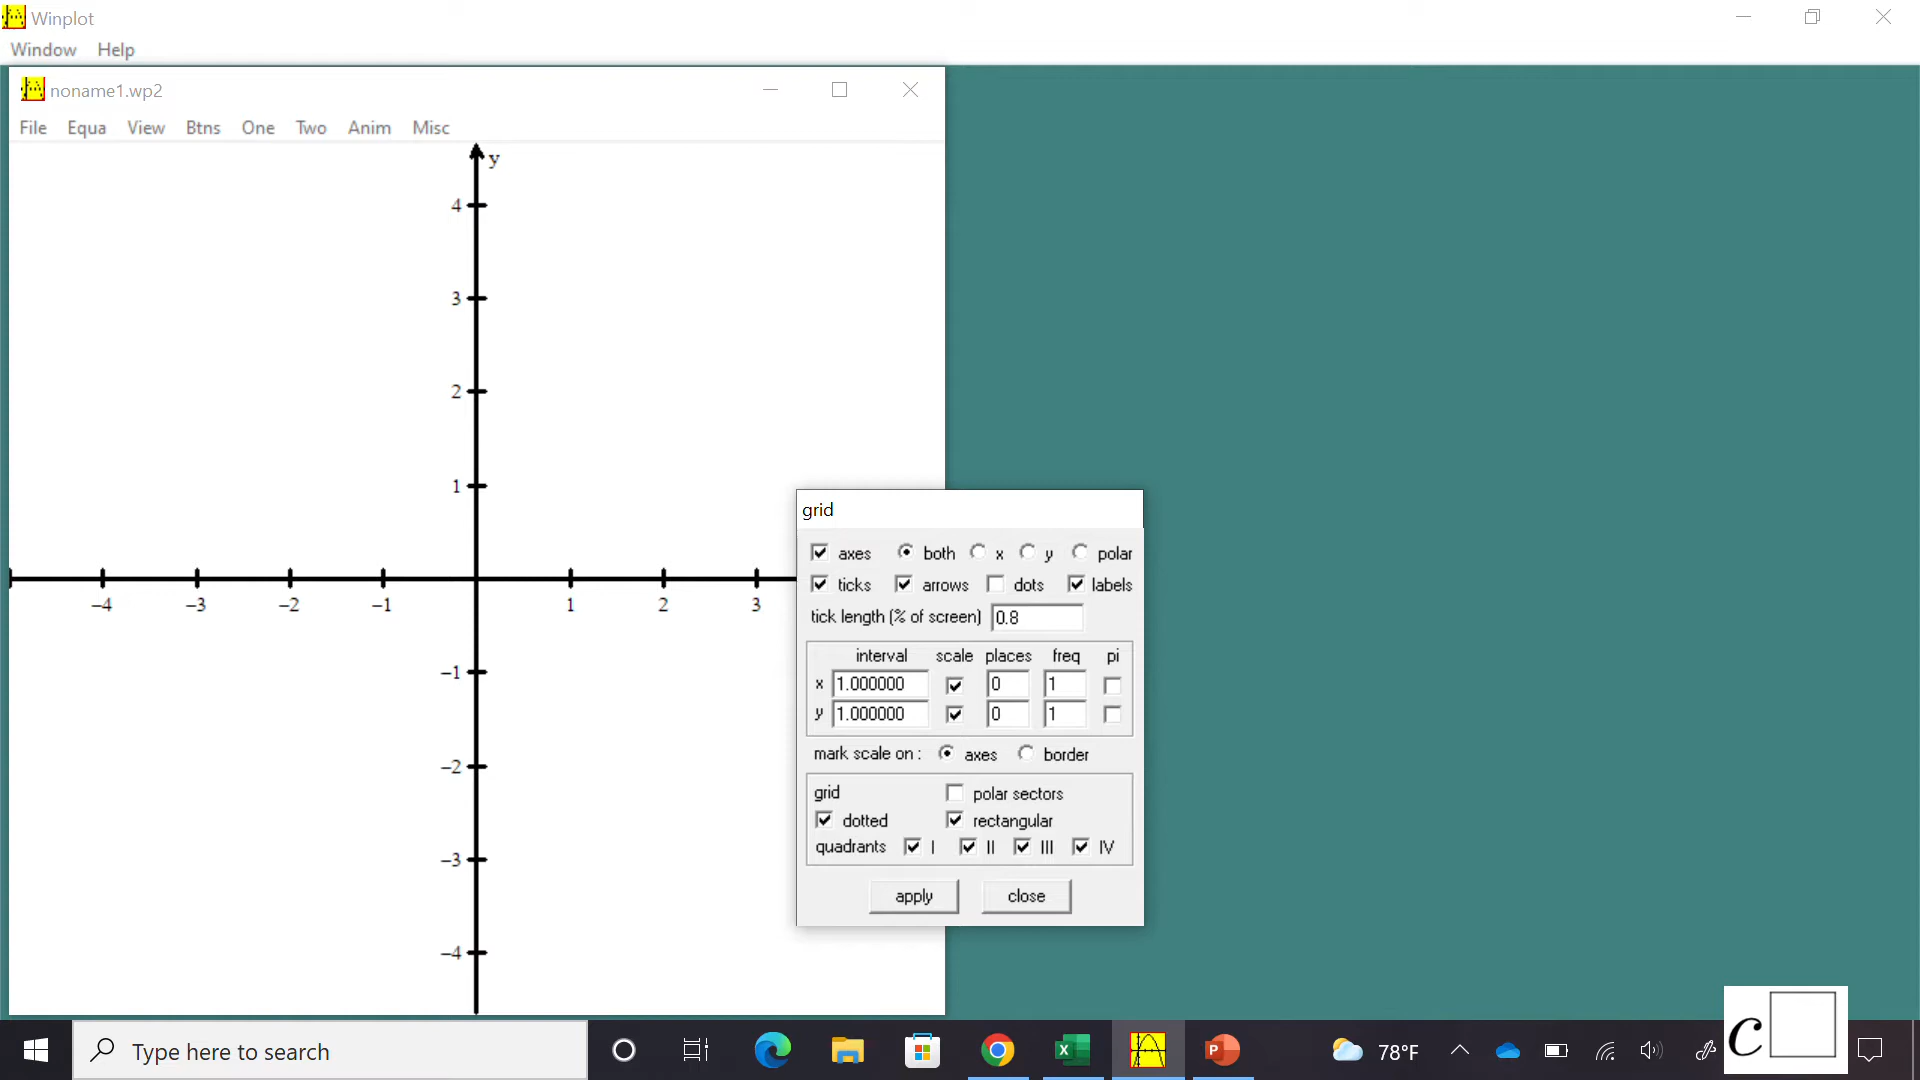 Winplot
Window Help
noname1.wp2
File Equa View Btns One Two Anim Misc
y
4
3
2
1
−4 −3 −2 −1 1 2 3
−1
−2
−3
−4
grid
axes both x y polar
ticks arrows dots labels
tick length (% of screen) 0.8
interval scale places freq pi
x 1.000000 0 1
y 1.000000 0 1
mark scale on : axes border
grid polar sectors
dotted rectangular
quadrants I II III IV
apply close
Type here to search
78°F
c